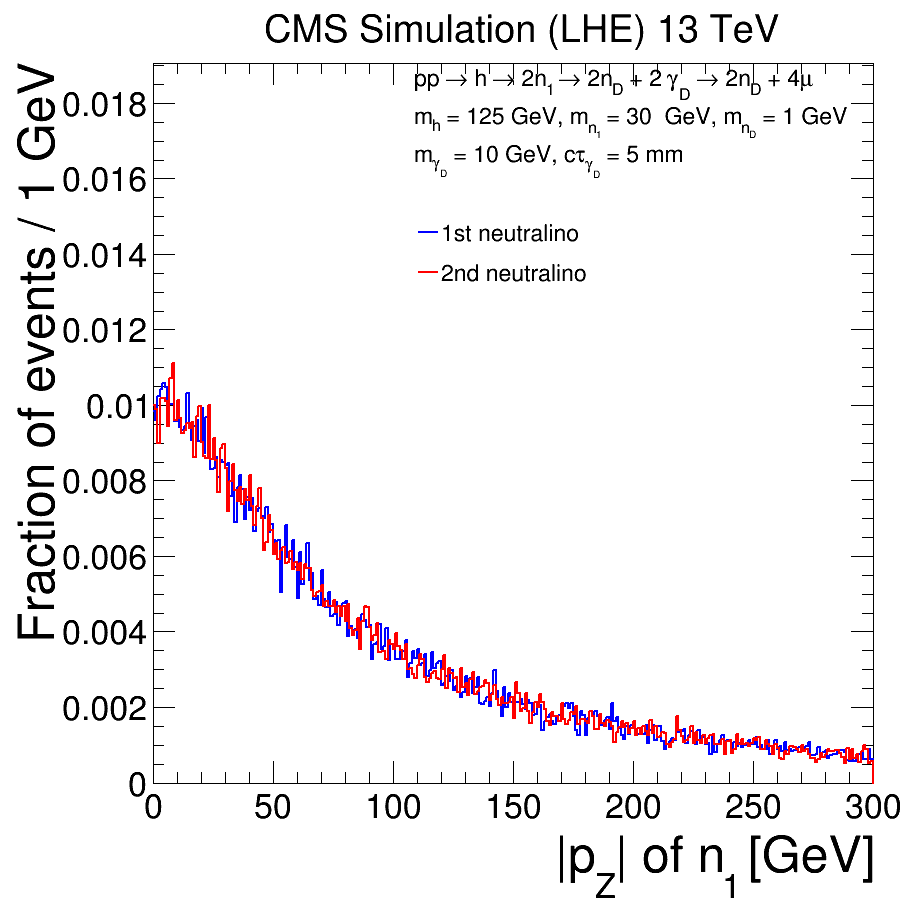 CMS Simulation (LHE) 13 TeV
pp → h → 2n1 → 2nD + 2 γD → 2nD + 4μ
mh = 125 GeV, mn1 = 30 GeV, mnD = 1 GeV
mγD = 10 GeV, cτγD = 5 mm
1st neutralino
2nd neutralino
Fraction of events / 1 GeV
0.018
0.016
0.014
0.012
0.01
0.008
0.006
0.004
0.002
0
0 50 100 150 200 250 300
|pZ| of n1 [GeV]